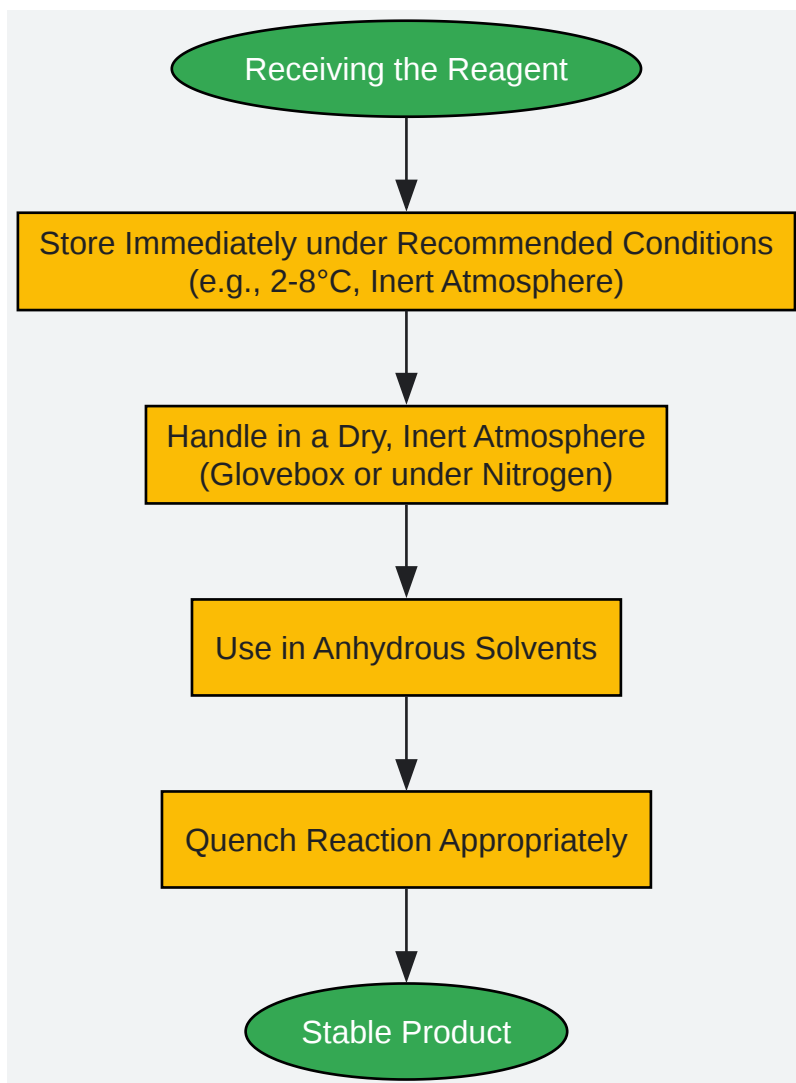 Receiving the Reagent
Store Immediately under Recommended Conditions
(e.g., 2-8°C, Inert Atmosphere)
Handle in a Dry, Inert Atmosphere
(Glovebox or under Nitrogen)
Use in Anhydrous Solvents
Quench Reaction Appropriately
Stable Product